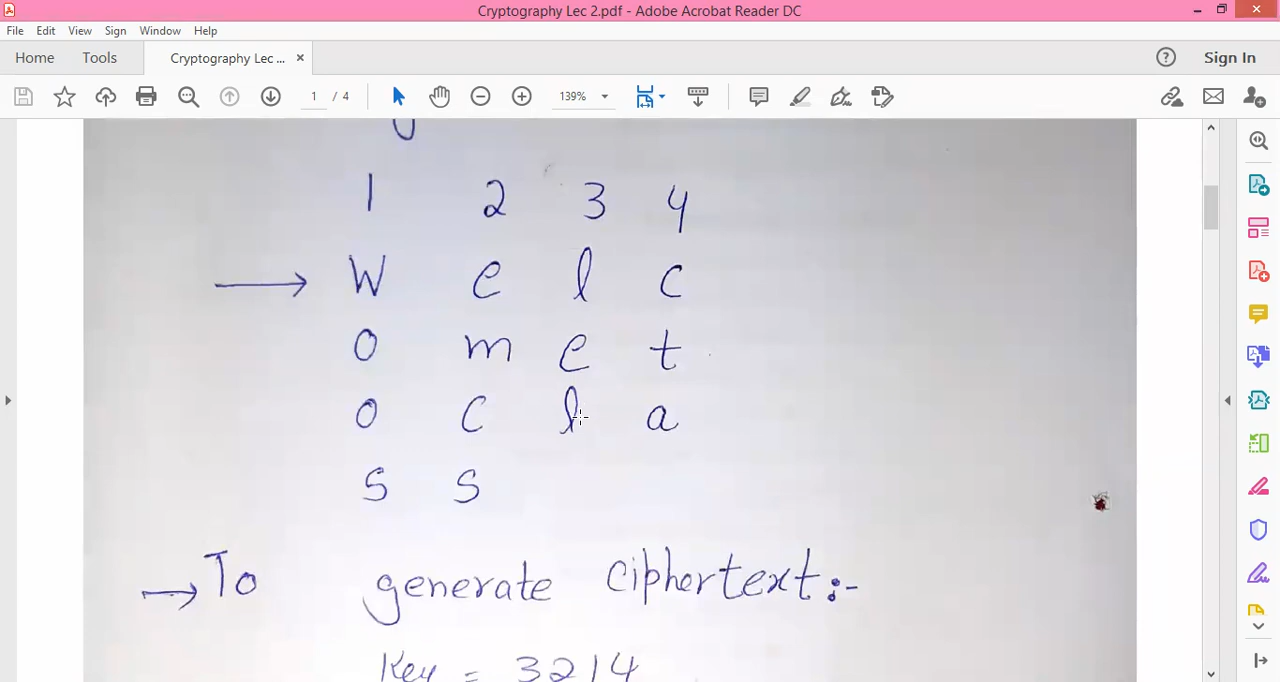 Cryptography Lec 2.pdf - Adobe Acrobat Reader DC
File Edit View Sign Window Help
Home Tools Cryptography Lec ... × Sign In
1 / 4 139%
1 2 3 4
W e l c
o m e t
o c l a
s s
→ To generate ciphertext:-
Key = 3214